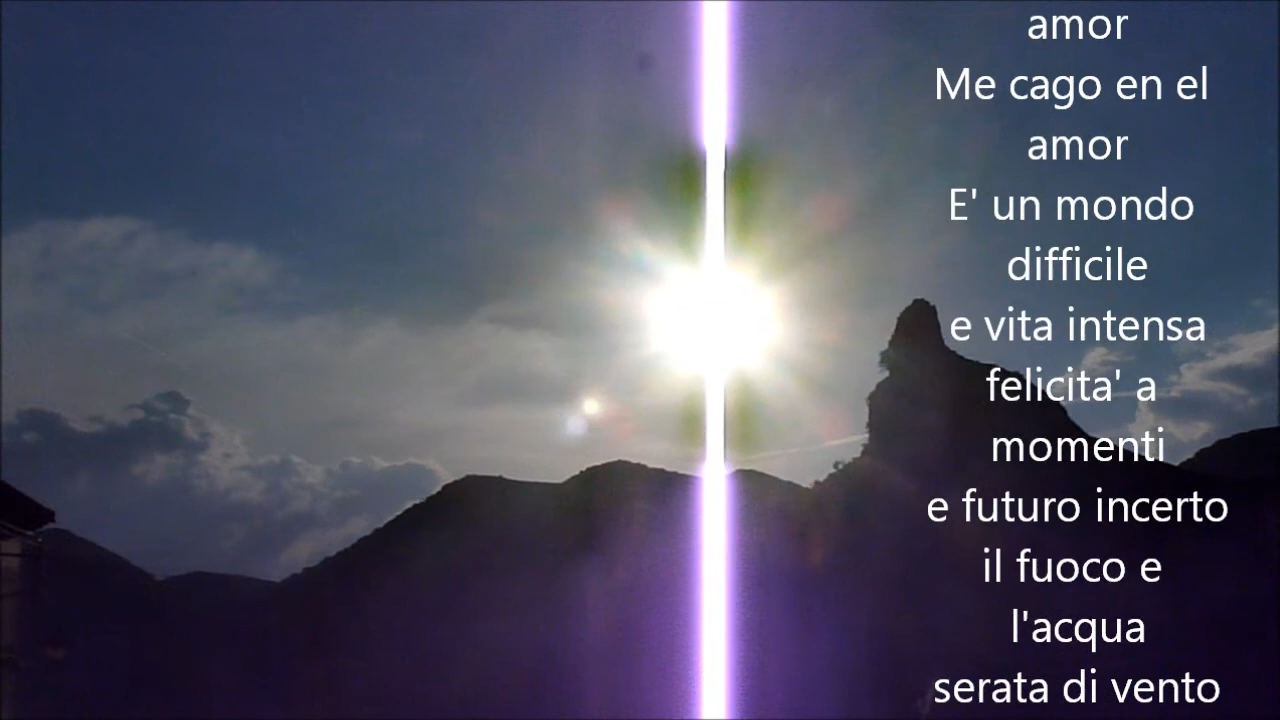 amor
Me cago en el
amor
E' un mondo
difficile
e vita intensa
felicita' a
momenti
e futuro incerto
il fuoco e
l'acqua
serata di vento